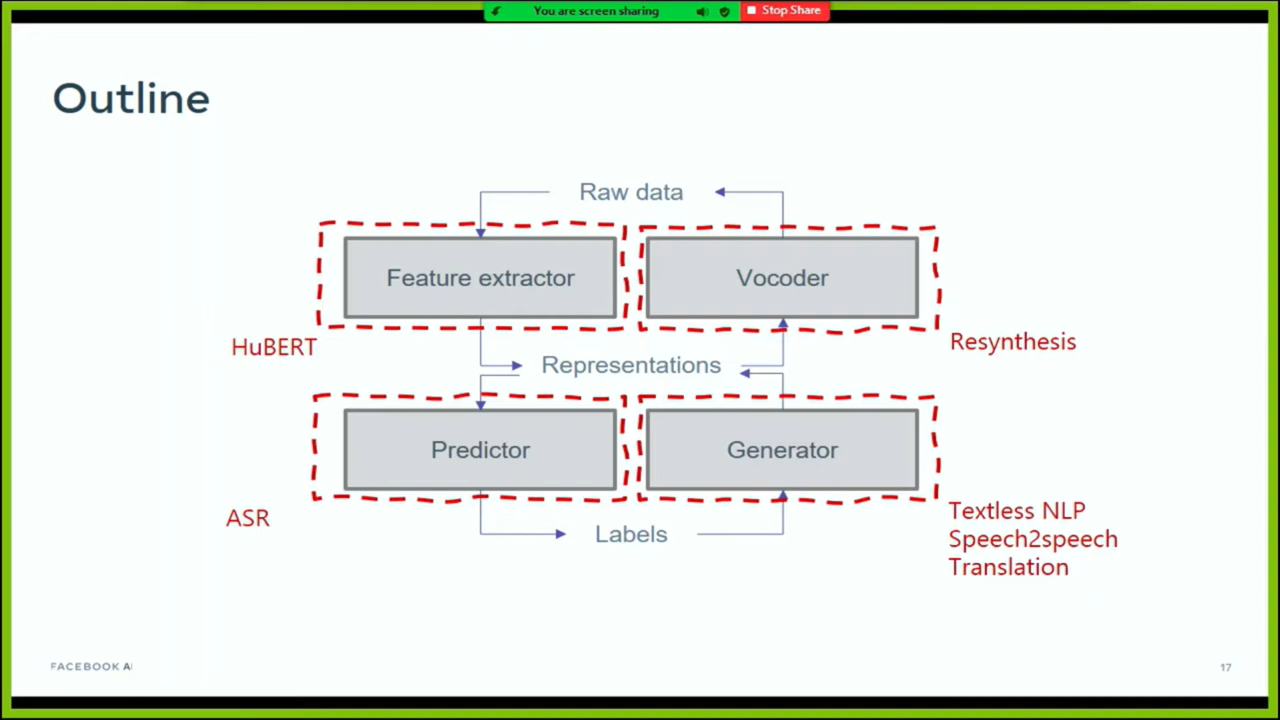 You are screen sharing
Stop Share
Outline
Raw data
Feature extractor
Vocoder
HuBERT
Representations
Resynthesis
Predictor
Generator
ASR
Labels
Textless NLP
Speech2speech
Translation
FACEBOOK AI
17